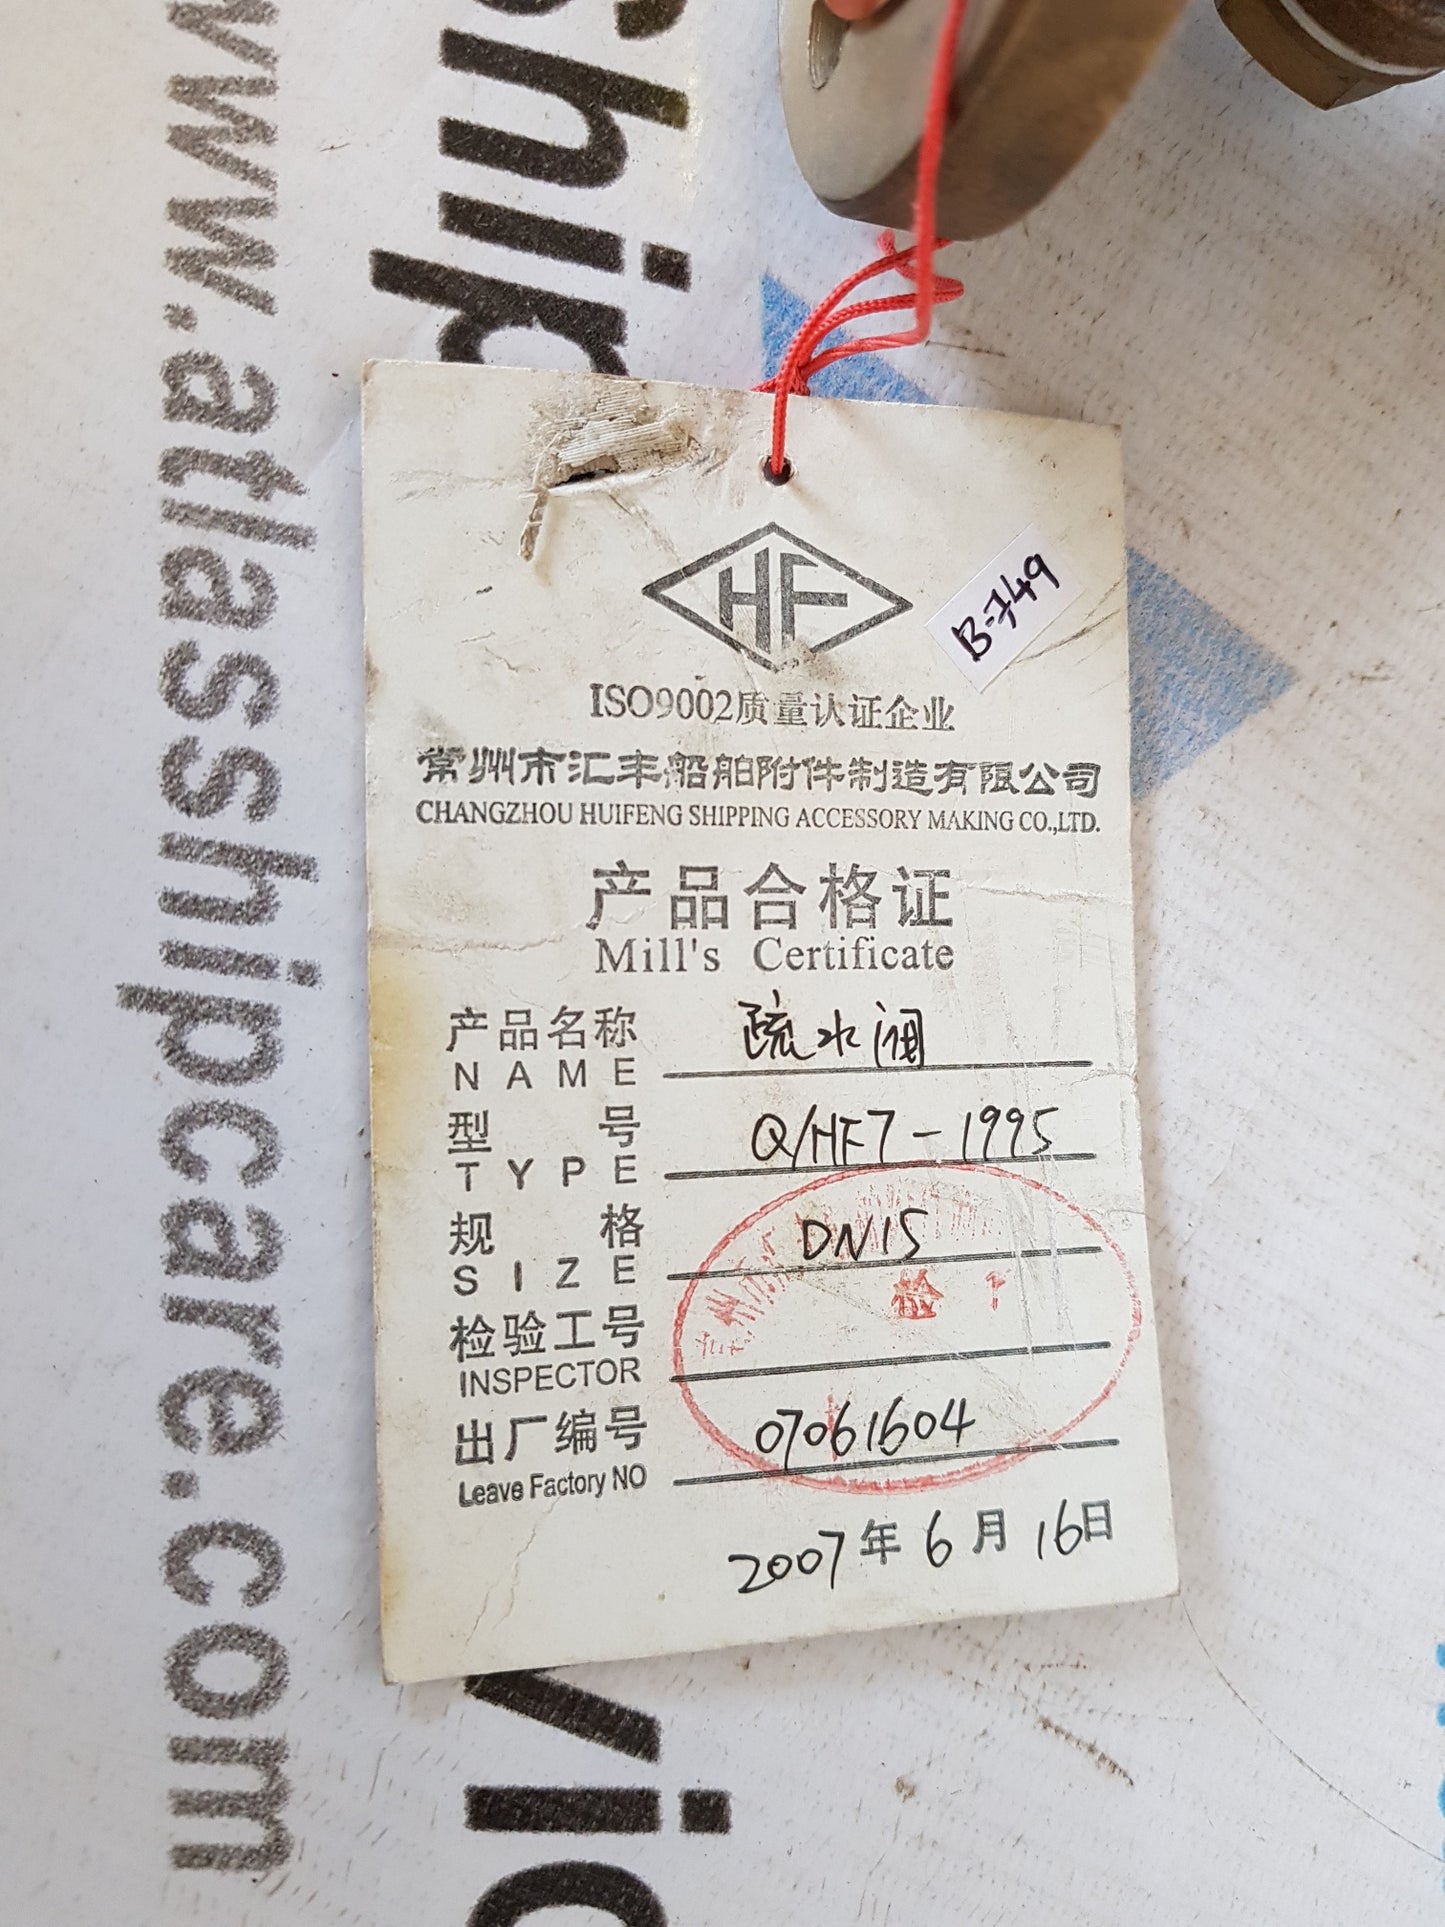 HF
B-749
ISO9002质量认证企业
常州市汇丰船舶附件制造有限公司
CHANGZHOU HUIFENG SHIPPING ACCESSORY MAKING CO.,LTD.
产品合格证
Mill's Certificate
产品名称 疏水阀
NAME
型号 Q/HF7-1995
TYPE
规格 DN15
SIZE
检
检验工号
INSPECTOR
出厂编号 07061604
Leave Factory NO
2007年6月16日
www.atlasshipcare.com
Ship